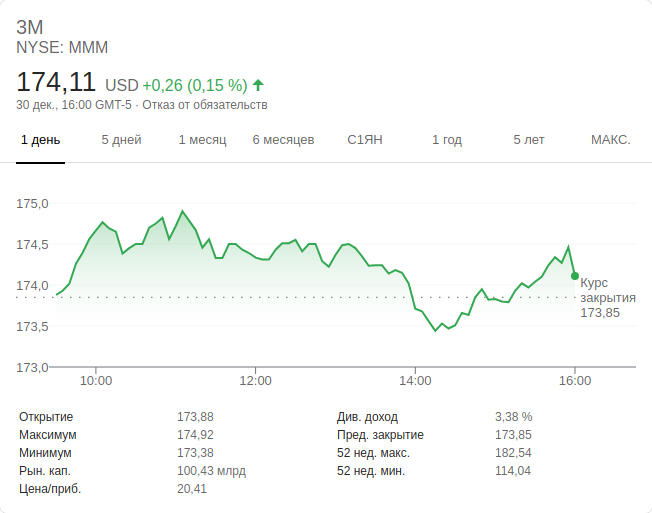 3M
NYSE: MMM
174,11 USD +0,26 (0,15 %)
30 дек., 16:00 GMT-5 · Отказ от обязательств
1 день 5 дней 1 месяц 6 месяцев С1ЯН 1 год 5 лет МАКС.
175,0
174,5
174,0
Курс
закрытия
173,85
173,5
173,0
10:00 12:00 14:00 16:00
Открытие 173,88 Див. доход 3,38 %
Максимум 174,92 Пред. закрытие 173,85
Минимум 173,38 52 нед. макс. 182,54
Рын. кап. 100,43 млрд 52 нед. мин. 114,04
Цена/приб. 20,41